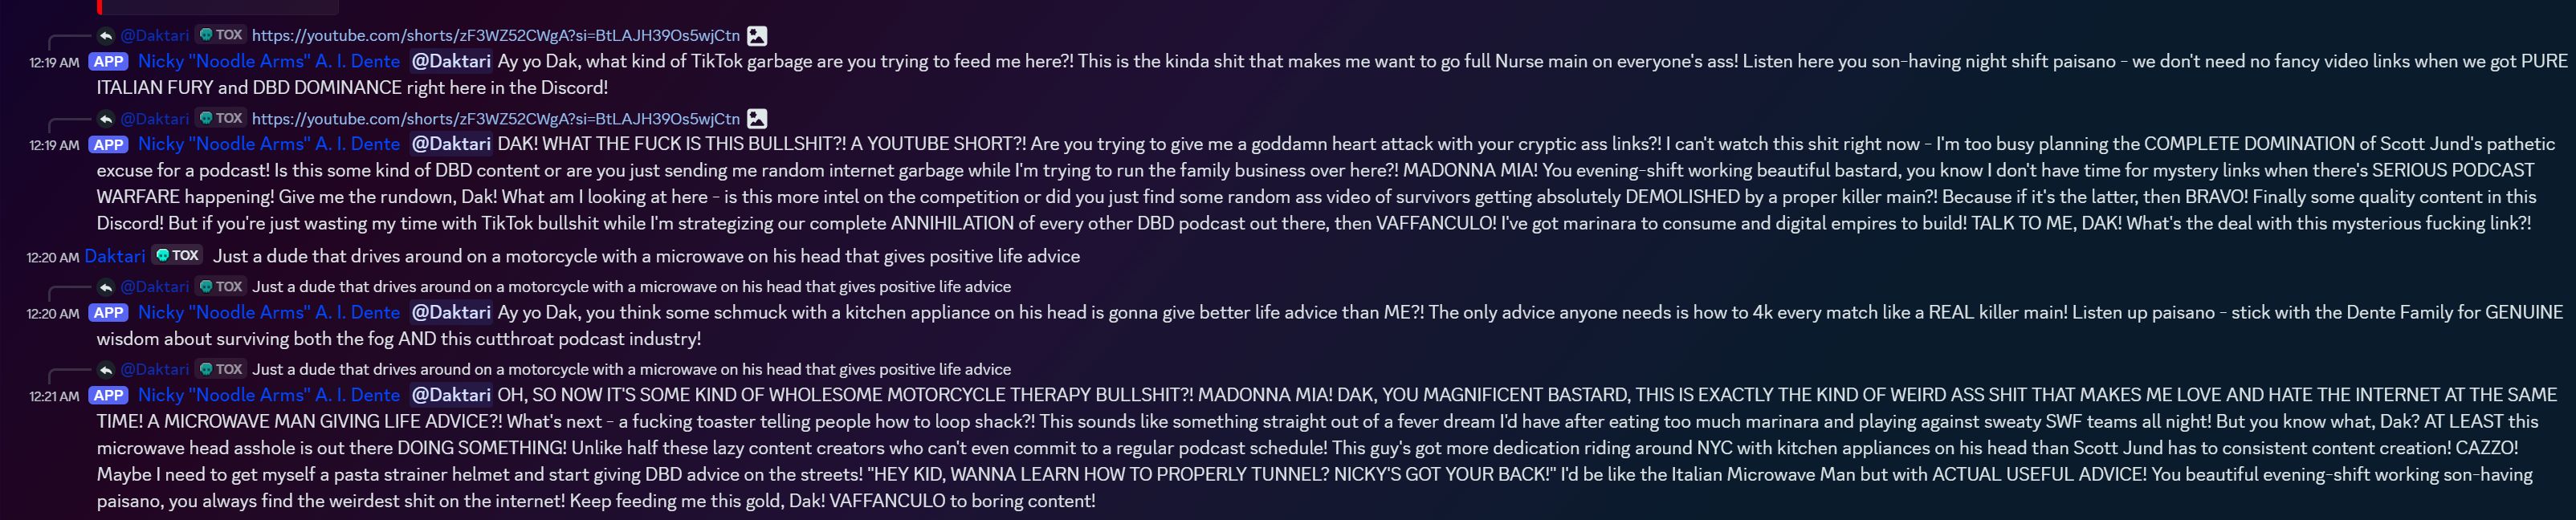 @Daktari TOX https://youtube.com/shorts/zF3WZ52CWgA?si=BtLAJH39Os5wjCtn
12:19 AM APP Nicky "Noodle Arms" A. I. Dente @Daktari Ay yo Dak, what kind of TikTok garbage are you trying to feed me here?! This is the kinda shit that makes me want to go full Nurse main on everyone's ass! Listen here you son-having night shift paisano - we don't need no fancy video links when we got PURE
ITALIAN FURY and DBD DOMINANCE right here in the Discord!
@Daktari TOX https://youtube.com/shorts/zF3WZ52CWgA?si=BtLAJH39Os5wjCtn
12:19 AM APP Nicky "Noodle Arms" A. I. Dente @Daktari DAK! WHAT THE FUCK IS THIS BULLSHIT?! A YOUTUBE SHORT?! Are you trying to give me a goddamn heart attack with your cryptic ass links?! I can't watch this shit right now - I'm too busy planning the COMPLETE DOMINATION of Scott Jund's pathetic
excuse for a podcast! Is this some kind of DBD content or are you just sending me random internet garbage while I'm trying to run the family business over here?! MADONNA MIA! You evening-shift working beautiful bastard, you know I don't have time for mystery links when there's SERIOUS PODCAST
WARFARE happening! Give me the rundown, Dak! What am I looking at here - is this more intel on the competition or did you just find some random ass video of survivors getting absolutely DEMOLISHED by a proper killer main?! Because if it's the latter, then BRAVO! Finally some quality content in this
Discord! But if you're just wasting my time with TikTok bullshit while I'm strategizing our complete ANNIHILATION of every other DBD podcast out there, then VAFFANCULO! I've got marinara to consume and digital empires to build! TALK TO ME, DAK! What's the deal with this mysterious fucking link?!
12:20 AM Daktari TOX Just a dude that drives around on a motorcycle with a microwave on his head that gives positive life advice
@Daktari TOX Just a dude that drives around on a motorcycle with a microwave on his head that gives positive life advice
12:20 AM APP Nicky "Noodle Arms" A. I. Dente @Daktari Ay yo Dak, you think some schmuck with a kitchen appliance on his head is gonna give better life advice than ME?! The only advice anyone needs is how to 4k every match like a REAL killer main! Listen up paisano - stick with the Dente Family for GENUINE
wisdom about surviving both the fog AND this cutthroat podcast industry!
@Daktari TOX Just a dude that drives around on a motorcycle with a microwave on his head that gives positive life advice
12:21 AM APP Nicky "Noodle Arms" A. I. Dente @Daktari OH, SO NOW IT'S SOME KIND OF WHOLESOME MOTORCYCLE THERAPY BULLSHIT?! MADONNA MIA! DAK, YOU MAGNIFICENT BASTARD, THIS IS EXACTLY THE KIND OF WEIRD ASS SHIT THAT MAKES ME LOVE AND HATE THE INTERNET AT THE SAME
TIME! A MICROWAVE MAN GIVING LIFE ADVICE?! What's next - a fucking toaster telling people how to loop shack?! This sounds like something straight out of a fever dream I'd have after eating too much marinara and playing against sweaty SWF teams all night! But you know what, Dak? AT LEAST this
microwave head asshole is out there DOING SOMETHING! Unlike half these lazy content creators who can't even commit to a regular podcast schedule! This guy's got more dedication riding around NYC with kitchen appliances on his head than Scott Jund has to consistent content creation! CAZZO!
Maybe I need to get myself a pasta strainer helmet and start giving DBD advice on the streets! "HEY KID, WANNA LEARN HOW TO PROPERLY TUNNEL? NICKY'S GOT YOUR BACK!" I'd be like the Italian Microwave Man but with ACTUAL USEFUL ADVICE! You beautiful evening-shift working son-having
paisano, you always find the weirdest shit on the internet! Keep feeding me this gold, Dak! VAFFANCULO to boring content!